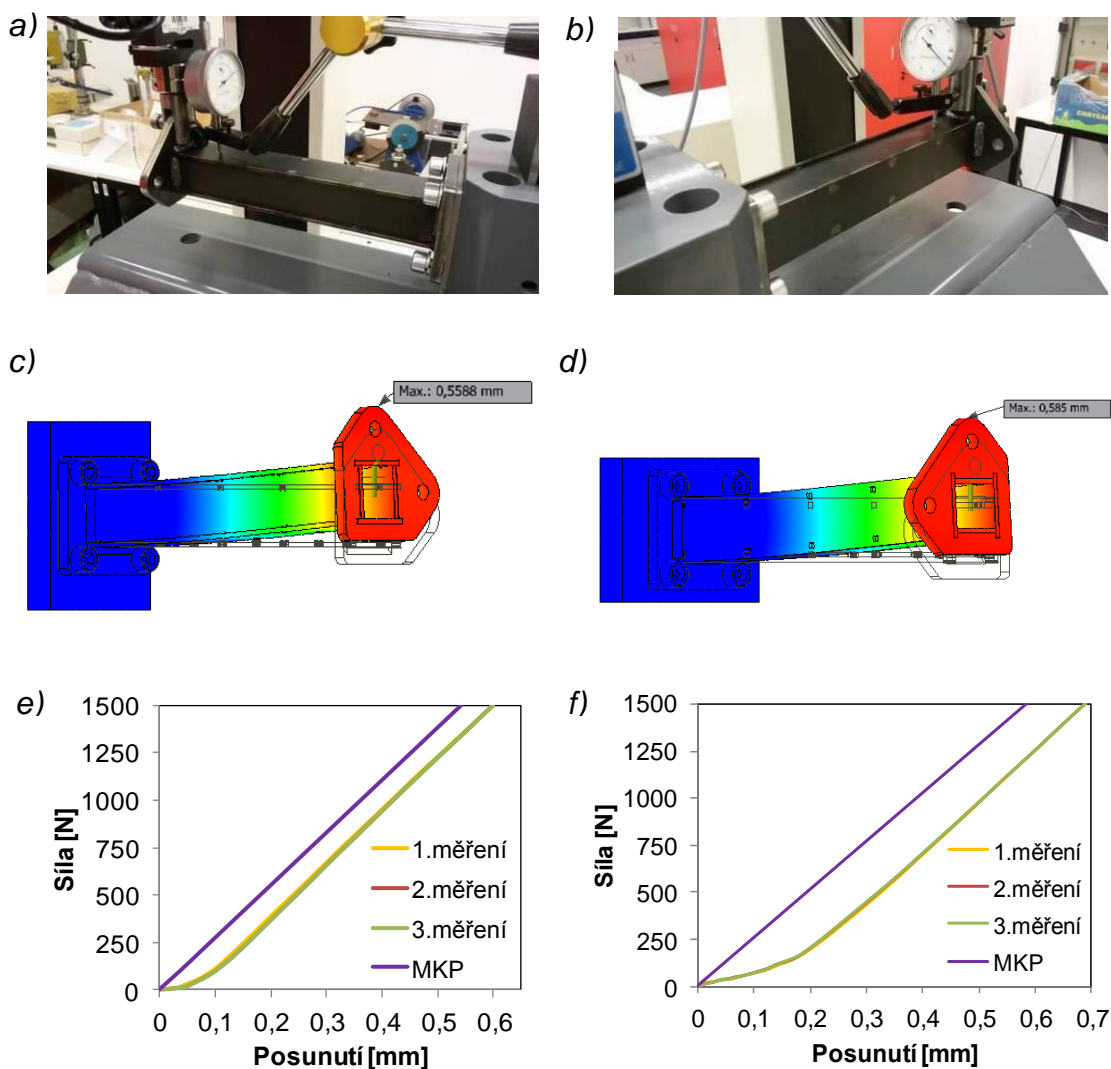 a)
b)
c)
Max.: 0,5588 mm
d)
Max.: 0,585 mm
e)
1500
1250
1000
750
500
250
0
Síla [N]
1.měření
2.měření
3.měření
MKP
0 0,1 0,2 0,3 0,4 0,5 0,6
Posunutí [mm]
f)
1500
1250
1000
750
500
250
0
Síla [N]
1.měření
2.měření
3.měření
MKP
0 0,1 0,2 0,3 0,4 0,5 0,6 0,7
Posunutí [mm]